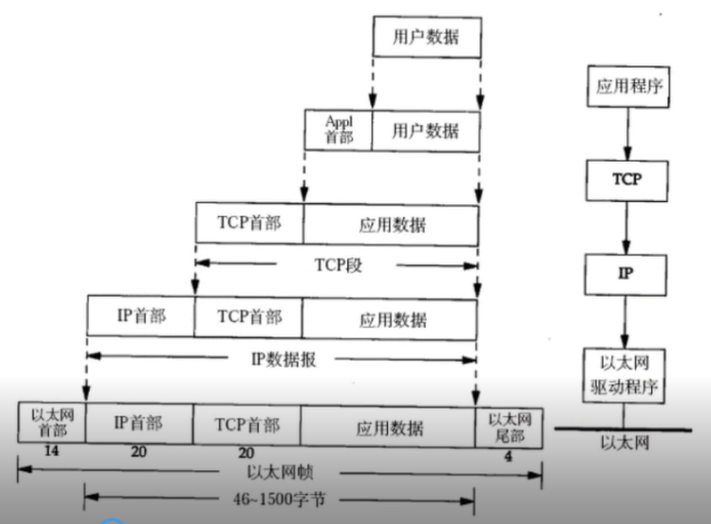 用户数据
Appl
首部
用户数据
应用程序
TCP首部
应用数据
TCP
TCP段
IP首部
TCP首部
应用数据
IP
IP数据报
以太网
首部
IP首部
TCP首部
应用数据
以太网
尾部
以太网
驱动程序
14
20
20
4
以太网
以太网帧
46~1500字节